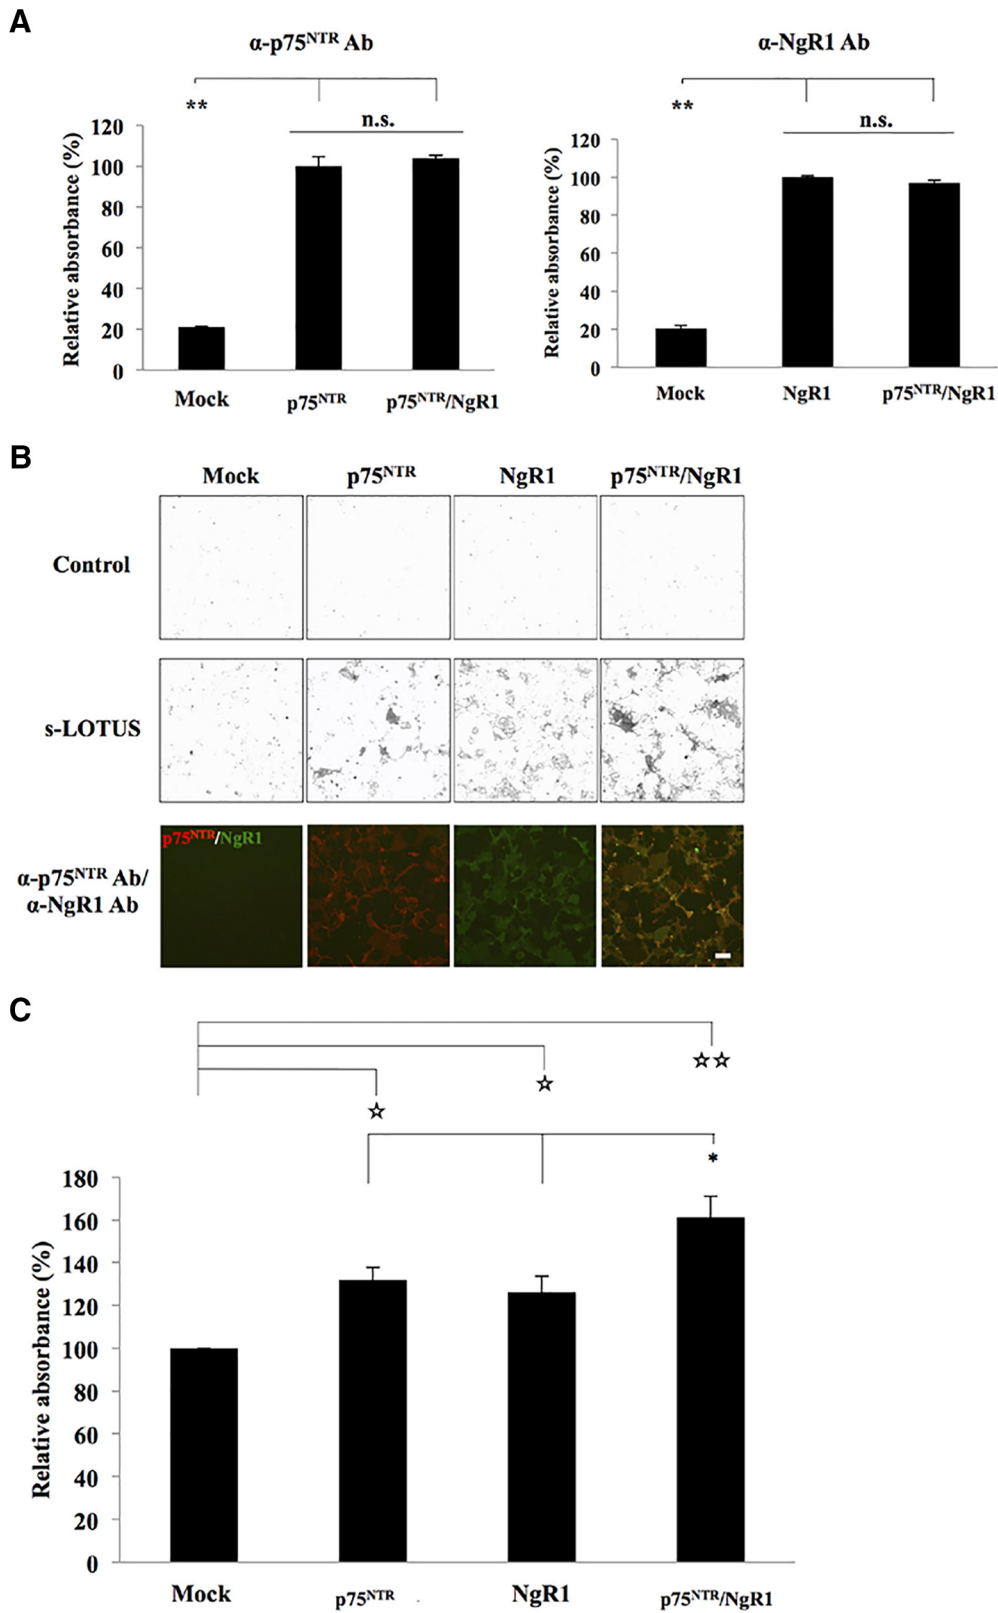 A
α-p75NTR Ab
**
n.s.
Relative absorbance (%)
120
100
80
60
40
20
0
Mock
p75NTR
p75NTR/NgR1
α-NgR1 Ab
**
n.s.
Relative absorbance (%)
120
100
80
60
40
20
0
Mock
NgR1
p75NTR/NgR1
B
Mock
p75NTR
NgR1
p75NTR/NgR1
Control
s-LOTUS
α-p75NTR Ab/
α-NgR1 Ab
p75NTR/NgR1
C
☆☆
☆
☆
*
Relative absorbance (%)
180
160
140
120
100
80
60
40
20
0
Mock
p75NTR
NgR1
p75NTR/NgR1